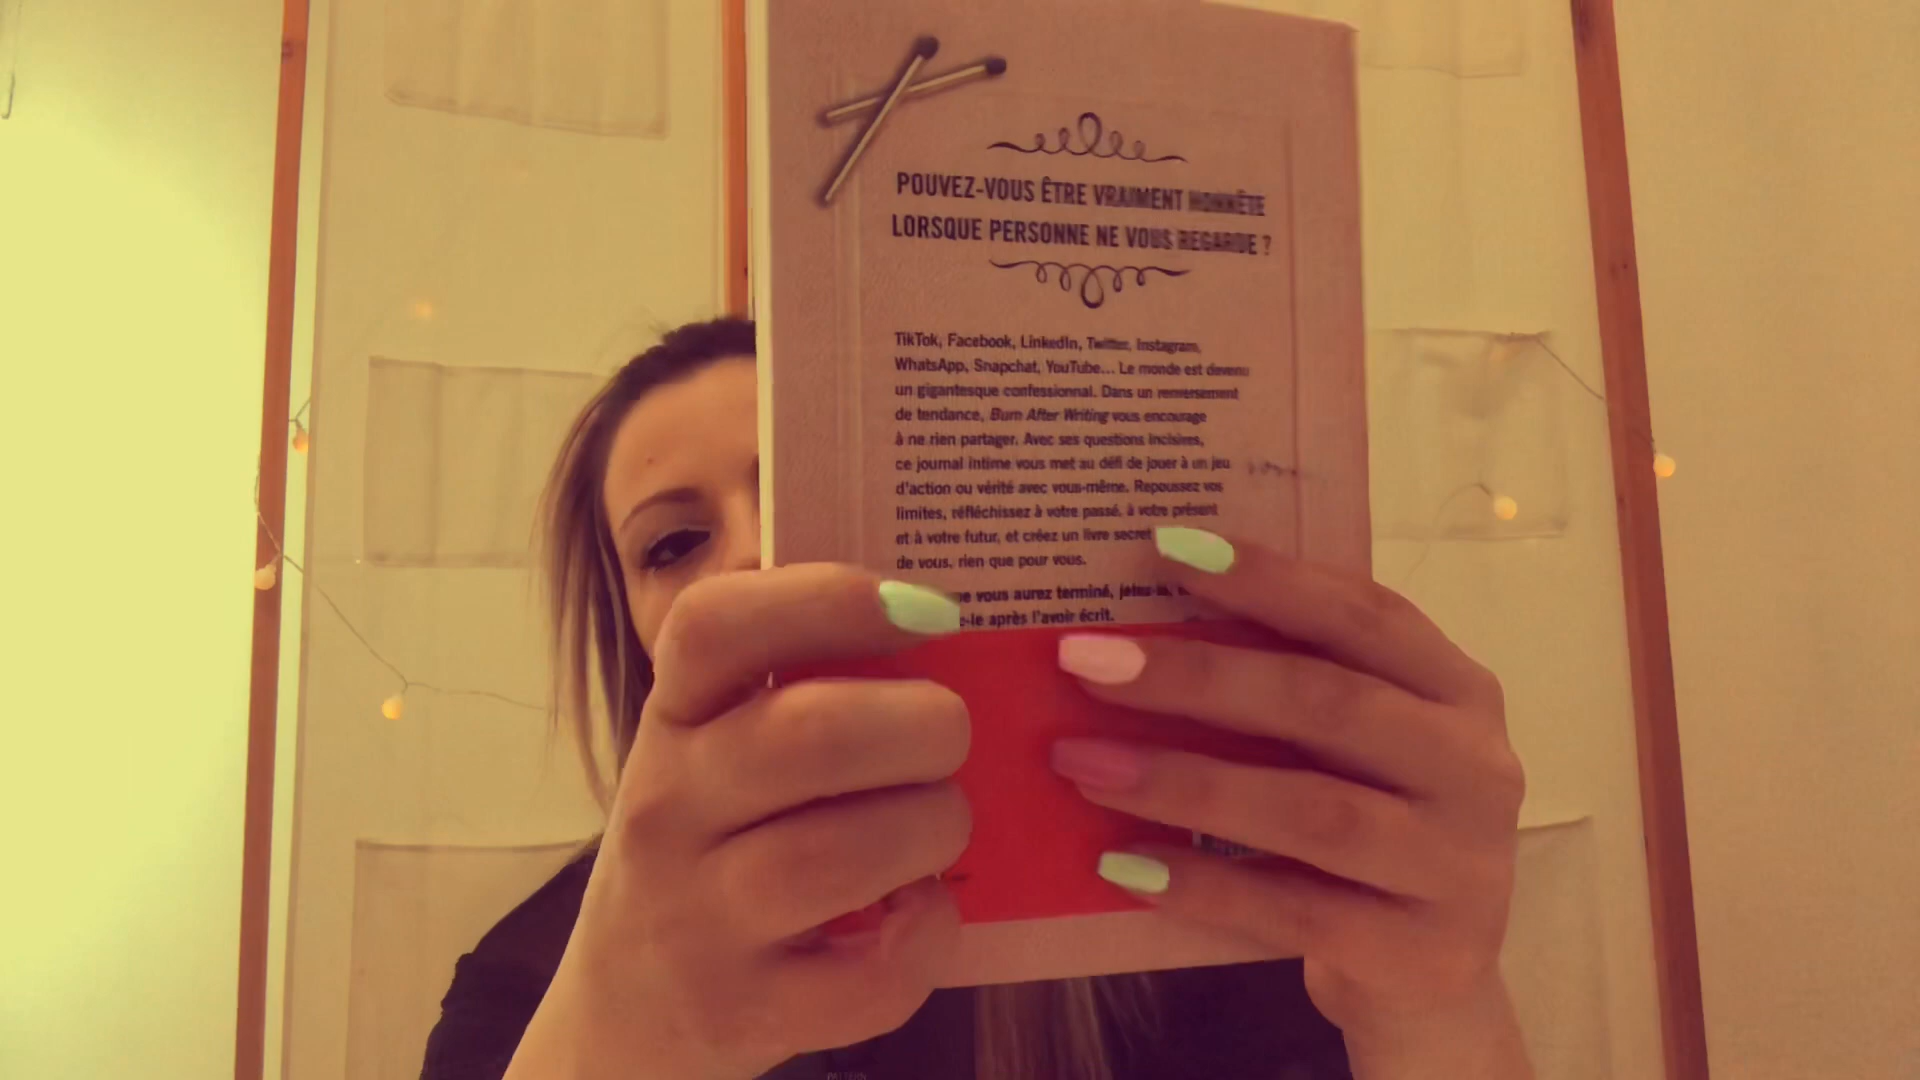 POUVEZ-VOUS ÊTRE VRAIMENT HONNÊTE
LORSQUE PERSONNE NE VOUS REGARDE ?
TikTok, Facebook, LinkedIn, Twitter, Instagram,
WhatsApp, Snapchat, YouTube... Le monde est devenu
un gigantesque confessionnal. Dans un renversement
de tendance, Burn After Writing vous encourage
à ne rien partager. Avec ses questions incisives,
ce journal intime vous met au défi de jouer à un jeu
d'action ou vérité avec vous-même. Repoussez vos
limites, réfléchissez à votre passé, à votre présent
et à votre futur, et créez un livre secret
de vous, rien que pour vous.
vous aurez terminé, jetez-le,
-le après l'avoir écrit.
PATTERN